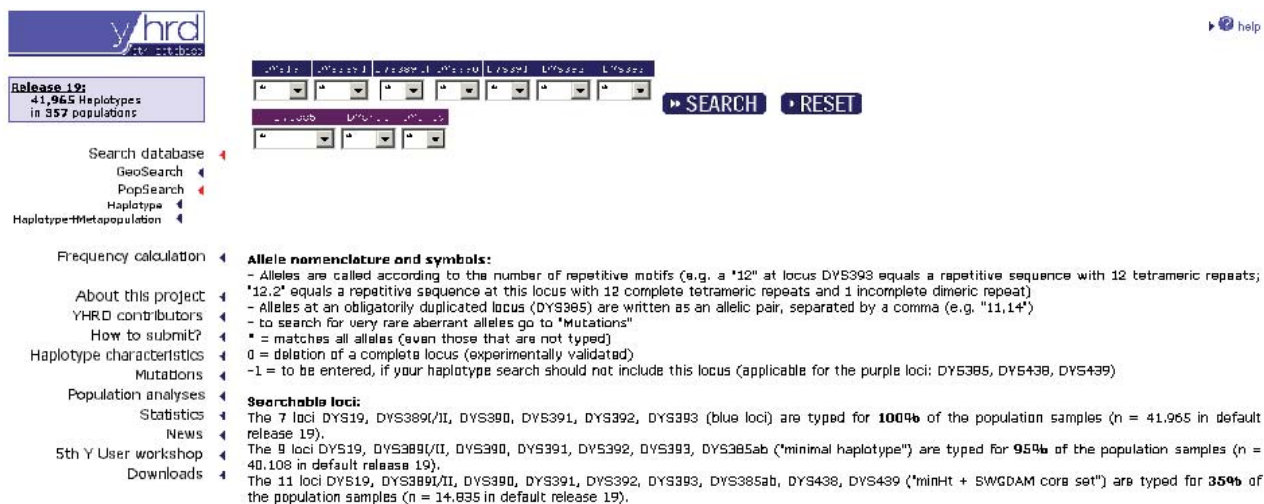 yhrd
help
Release 19:
41,965 Haplotypes
in 357 populations
DYS19 DYS389I DYS389II DYS390 DYS391 DYS392 DYS393
* * * * * * *
SEARCH RESET
DYS385
* * *
Search database
GeoSearch
PopSearch
Haplotype
Haplotype+Metapopulation
Frequency calculation
About this project
YHRD contributors
How to submit?
Haplotype characteristics
Mutations
Population analyses
Statistics
News
5th Y User workshop
Downloads
Allele nomenclature and symbols:
- Alleles are called according to the number of repetitive motifs (e.g. a "12" at locus DYS393 equals a repetitive sequence with 12 tetrameric repeats;
"12.2" equals a repetitive sequence at this locus with 12 complete tetrameric repeats and 1 incomplete dimeric repeat)
- Alleles at an obligatorily duplicated locus (DYS385) are written as an allelic pair, separated by a comma (e.g. "11,14")
- to search for very rare aberrant alleles go to "Mutations"
* = matches all alleles (even those that are not typed)
0 = deletion of a complete locus (experimentally validated)
-1 = to be entered, if your haplotype search should not include this locus (applicable for the purple loci: DYS385, DYS438, DYS439)
Searchable loci:
The 7 loci DYS19, DYS389I/II, DYS390, DYS391, DYS392, DYS393 (blue loci) are typed for 100% of the population samples (n = 41.965 in default
release 19).
The 9 loci DYS19, DYS389I/II, DYS390, DYS391, DYS392, DYS393, DYS385ab ("minimal haplotype") are typed for 95% of the population samples (n =
40.108 in default release 19).
The 11 loci DYS19, DYS389I/II, DYS390, DYS391, DYS392, DYS393, DYS385ab, DYS438, DYS439 ("minHt + SWGDAM core set") are typed for 35% of
the population samples (n = 14.835 in default release 19).